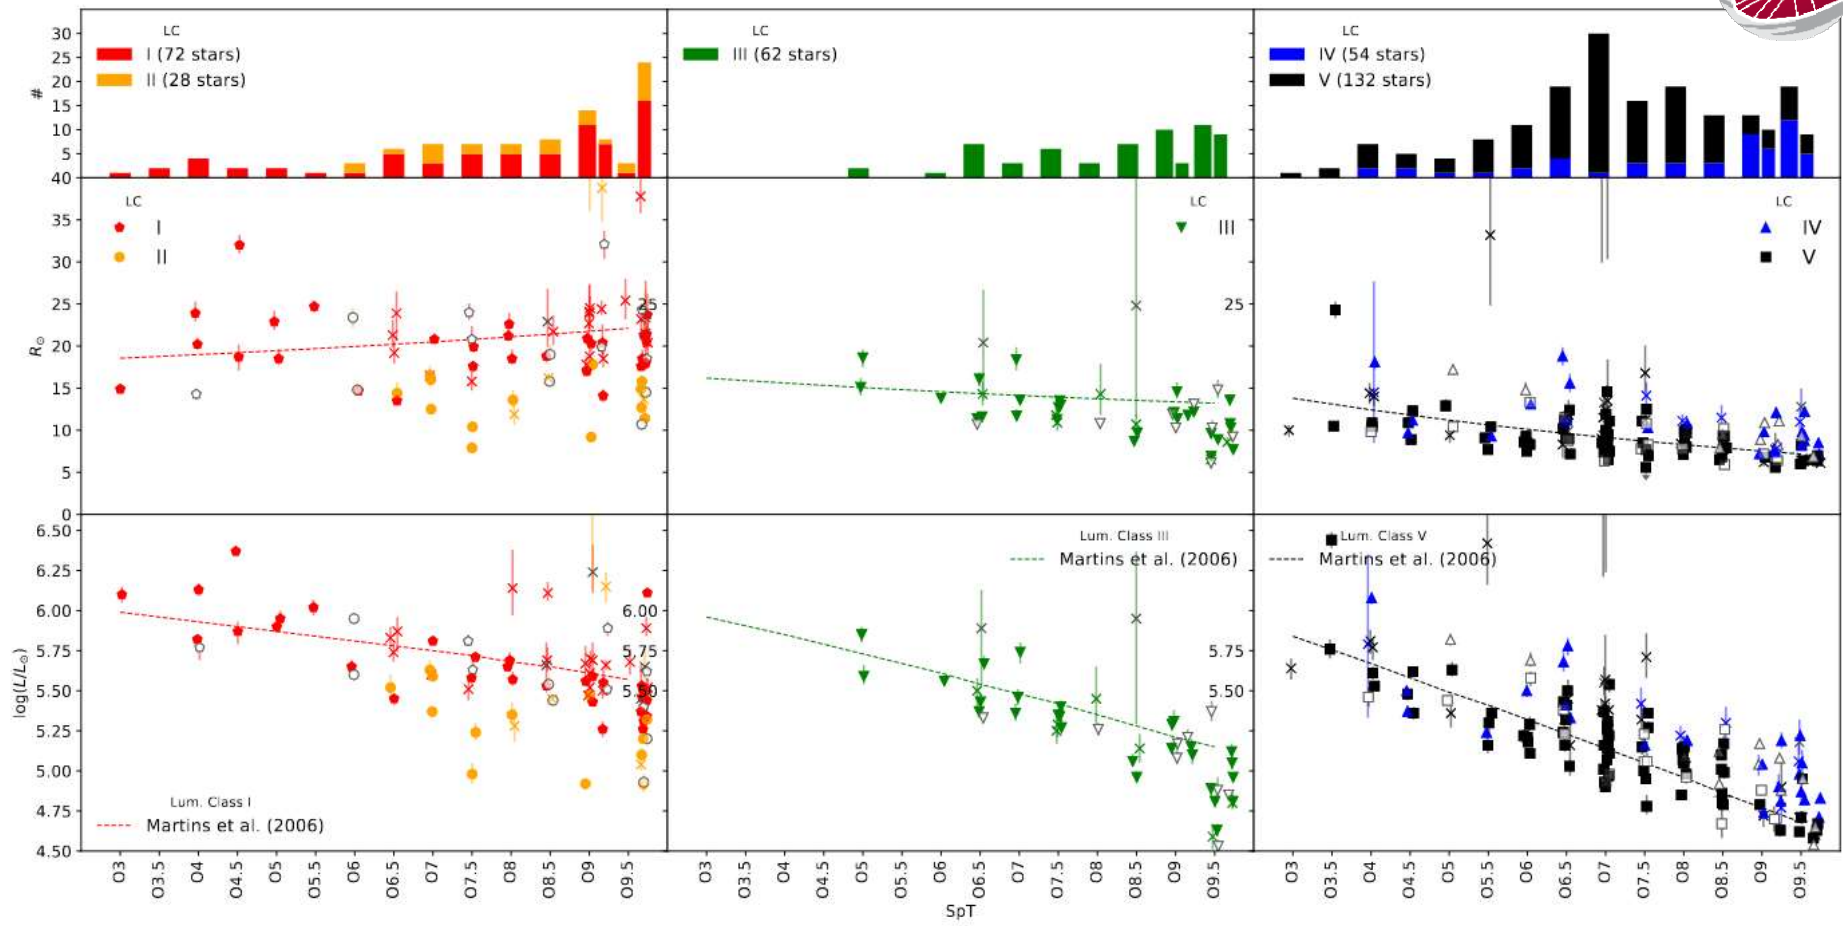 LC
I (72 stars)
II (28 stars)
LC
III (62 stars)
LC
IV (54 stars)
V (132 stars)
#
30
25
20
15
10
5
40
LC
I
II
LC
III
LC
IV
V
R⊙
35
30
25
20
15
10
5
0
25
25
log(L/L⊙)
6.50
6.25
6.00
5.75
5.50
5.25
5.00
4.75
4.50
6.00
5.75
5.50
5.75
5.50
Lum. Class I
Martins et al. (2006)
Lum. Class III
Martins et al. (2006)
Lum. Class V
Martins et al. (2006)
O3 O3.5 O4 O4.5 O5 O5.5 O6 O6.5 O7 O7.5 O8 O8.5 O9 O9.5
O3 O3.5 O4 O4.5 O5 O5.5 O6 O6.5 O7 O7.5 O8 O8.5 O9 O9.5
O3 O3.5 O4 O4.5 O5 O5.5 O6 O6.5 O7 O7.5 O8 O8.5 O9 O9.5
SpT